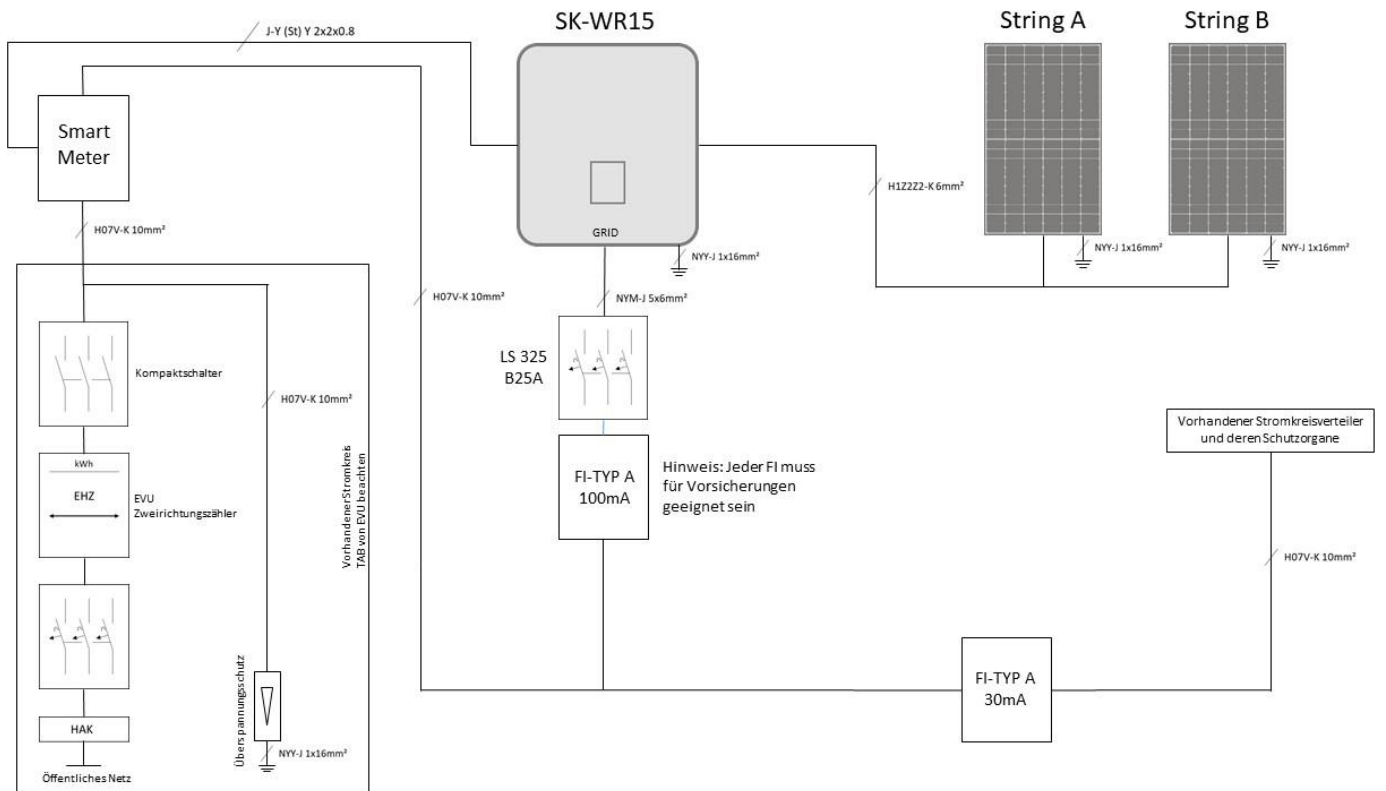 J-Y (St) Y 2x2x0.8
SK-WR15
String A
String B
Smart
Meter
H1Z2Z2-K 6mm²
H07V-K 10mm²
GRID
NYY-J 1x16mm²
NYY-J 1x16mm²
NYY-J 1x16mm²
H07V-K 10mm²
NYM-J 5x6mm²
LS 325
B25A
Kompaktschalter
H07V-K 10mm²
Vorhandener Stromkreisverteiler
und deren Schutzorgane
kWh
EHZ
EVU
Zweirichtungszähler
Vorhandener Stromkreis
TAB von EVU beachten
FI-TYP A
100mA
Hinweis: Jeder FI muss
für Vorsicherungen
geeignet sein
H07V-K 10mm²
FI-TYP A
30mA
Überspannungsschutz
HAK
NYY-J 1x16mm²
Öffentliches Netz